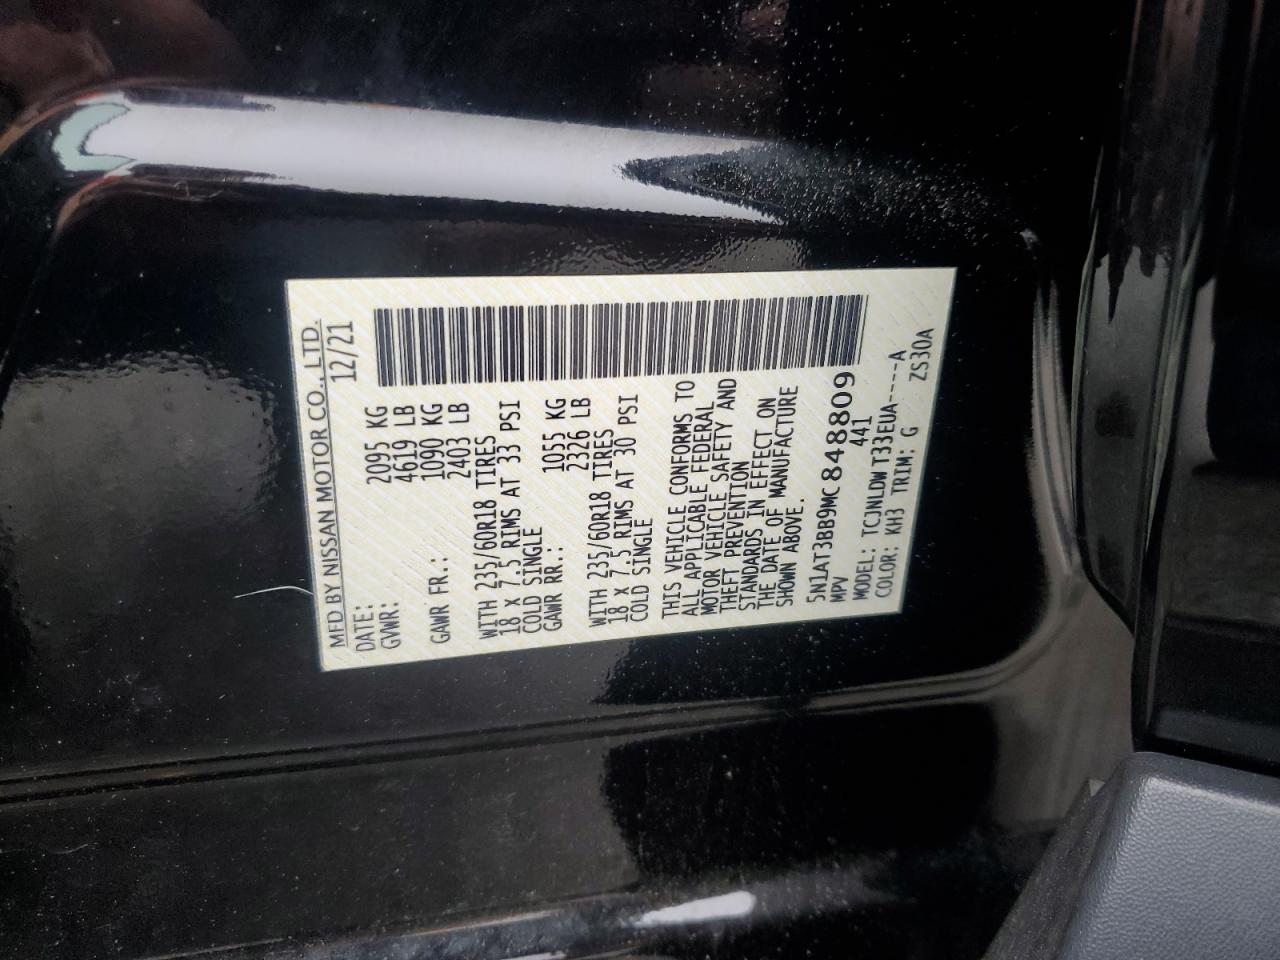 MFD BY NISSAN MOTOR CO., LTD.
DATE: 12/21
GVWR: 2095 KG
4619 LB
GAWR FR.: 1090 KG
2403 LB
WITH 235/60R18 TIRES
18 X 7.5 RIMS AT 33 PSI
COLD SINGLE
GAWR RR.: 1055 KG
2326 LB
WITH 235/60R18 TIRES
18 X 7.5 RIMS AT 30 PSI
COLD SINGLE
THIS VEHICLE CONFORMS TO
ALL APPLICABLE FEDERAL
MOTOR VEHICLE SAFETY AND
THEFT PREVENTION
STANDARDS IN EFFECT ON
THE DATE OF MANUFACTURE
SHOWN ABOVE.
5N1AT3BB9MC848809
MPV 441
MODEL: TCJNLDW T33EUA----A
COLOR: KH3 TRIM: G ZS30A